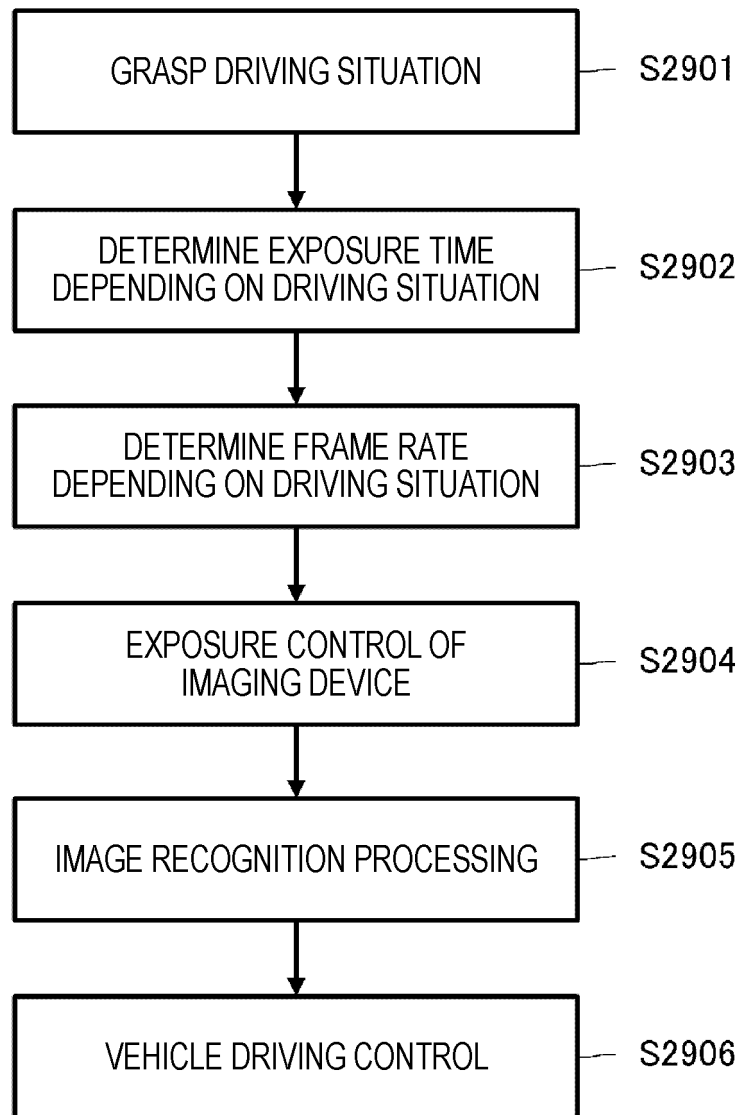 GRASP DRIVING SITUATION
S2901
DETERMINE EXPOSURE TIME
DEPENDING ON DRIVING SITUATION
S2902
DETERMINE FRAME RATE
DEPENDING ON DRIVING SITUATION
S2903
EXPOSURE CONTROL OF
IMAGING DEVICE
S2904
IMAGE RECOGNITION PROCESSING
S2905
VEHICLE DRIVING CONTROL
S2906